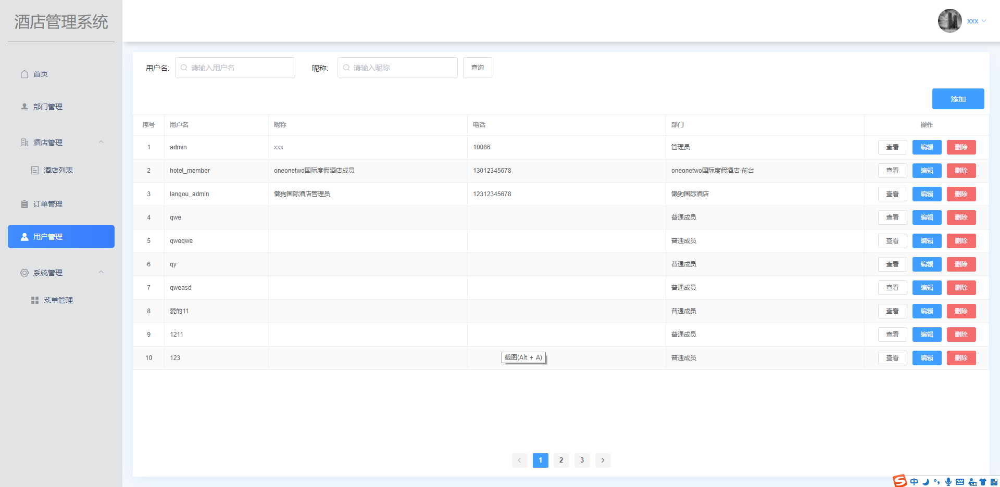 酒店管理系统
xxx
首页
部门管理
酒店管理
酒店列表
订单管理
用户管理
系统管理
菜单管理
用户名: 请输入用户名 昵称: 请输入昵称 查询
添加
序号 用户名 昵称 电话 部门 操作
1 admin xxx 10086 管理员 查看 编辑 删除
2 hotel_member oneonetwo国际度假酒店成员 13012345678 oneonetwo国际度假酒店-前台 查看 编辑 删除
3 langou_admin 懒狗国际酒店管理员 12312345678 懒狗国际酒店 查看 编辑 删除
4 qwe 普通成员 查看 编辑 删除
5 qweqwe 普通成员 查看 编辑 删除
6 qy 普通成员 查看 编辑 删除
7 qweasd 普通成员 查看 编辑 删除
8 爱的11 普通成员 查看 编辑 删除
9 1211 普通成员 查看 编辑 删除
10 123 普通成员 查看 编辑 删除
截图(Alt + A)
1 2 3
S 中